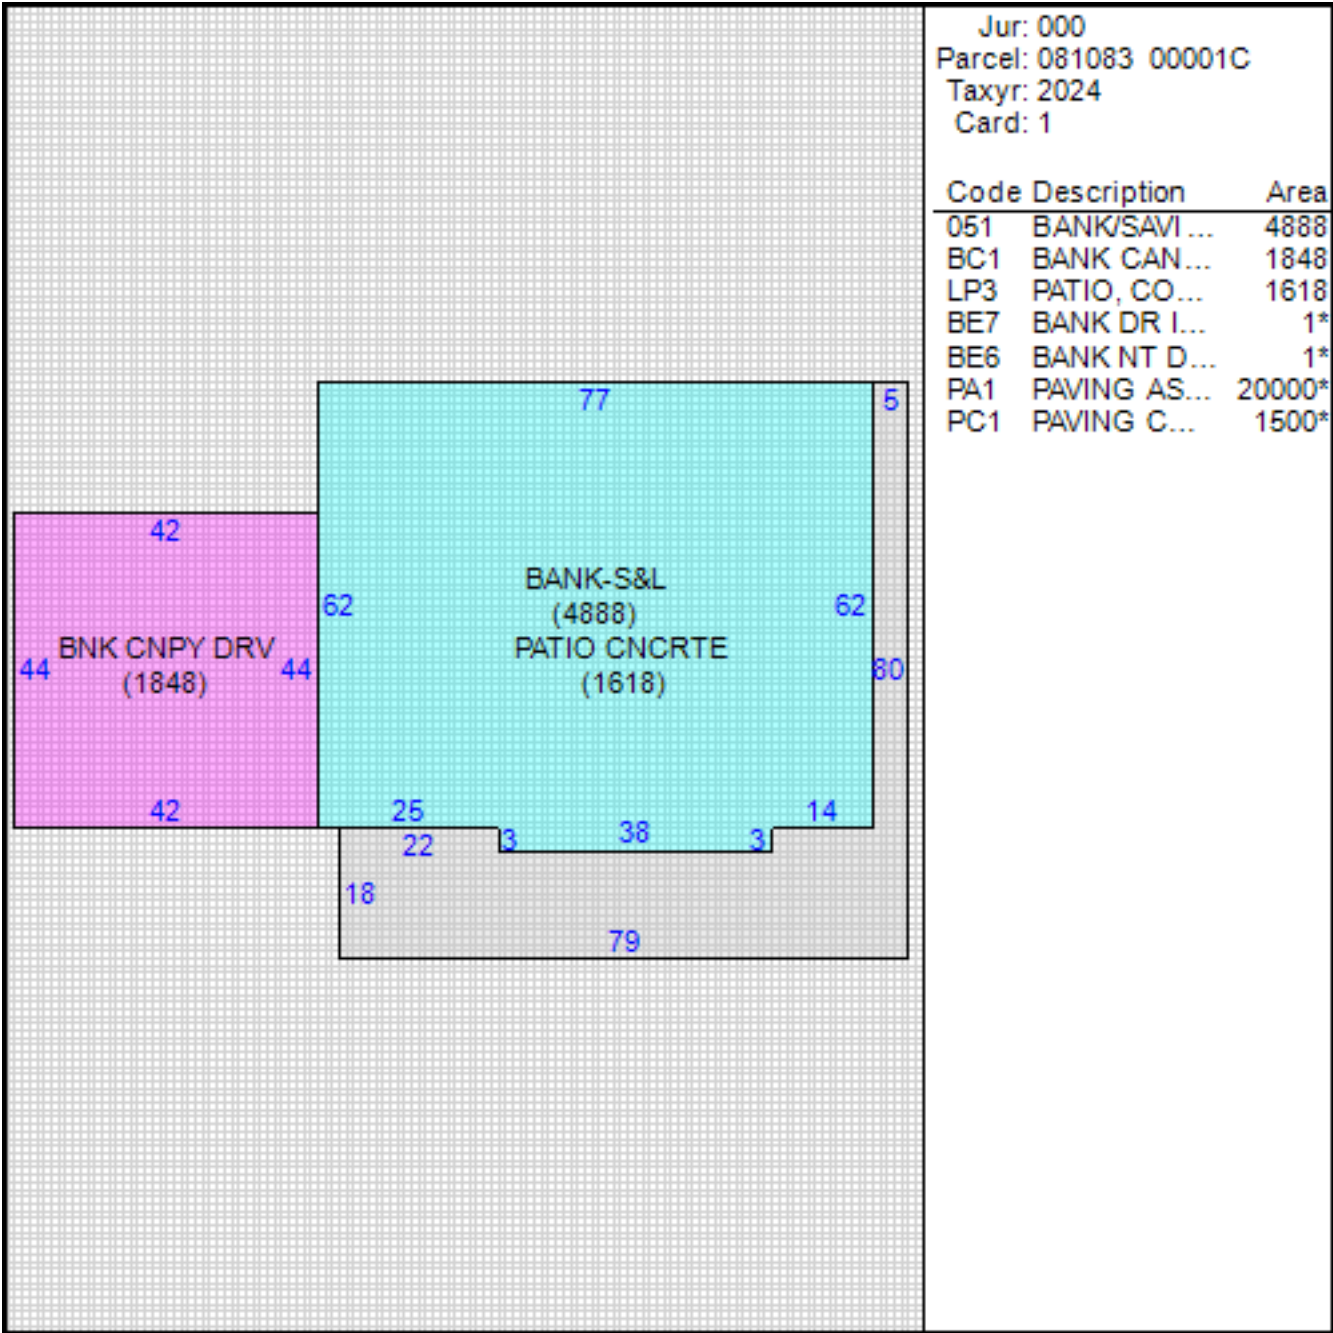 Jur: 000
Parcel: 081083 00001C
Taxyr: 2024
Card: 1
Code Description Area
051 BANK/SAVI ... 4888
BC1 BANK CAN... 1848
LP3 PATIO, CO... 1618
BE7 BANK DR I... 1*
BE6 BANK NT D... 1*
PA1 PAVING AS... 20000*
PC1 PAVING C... 1500*
77 5
42
BANK-S&L
62 (4888) 62
BNK CNPY DRV PATIO CNCRTE
44 (1848) 44 (1618) 80
42 25 14
22 3 38 3
18
79